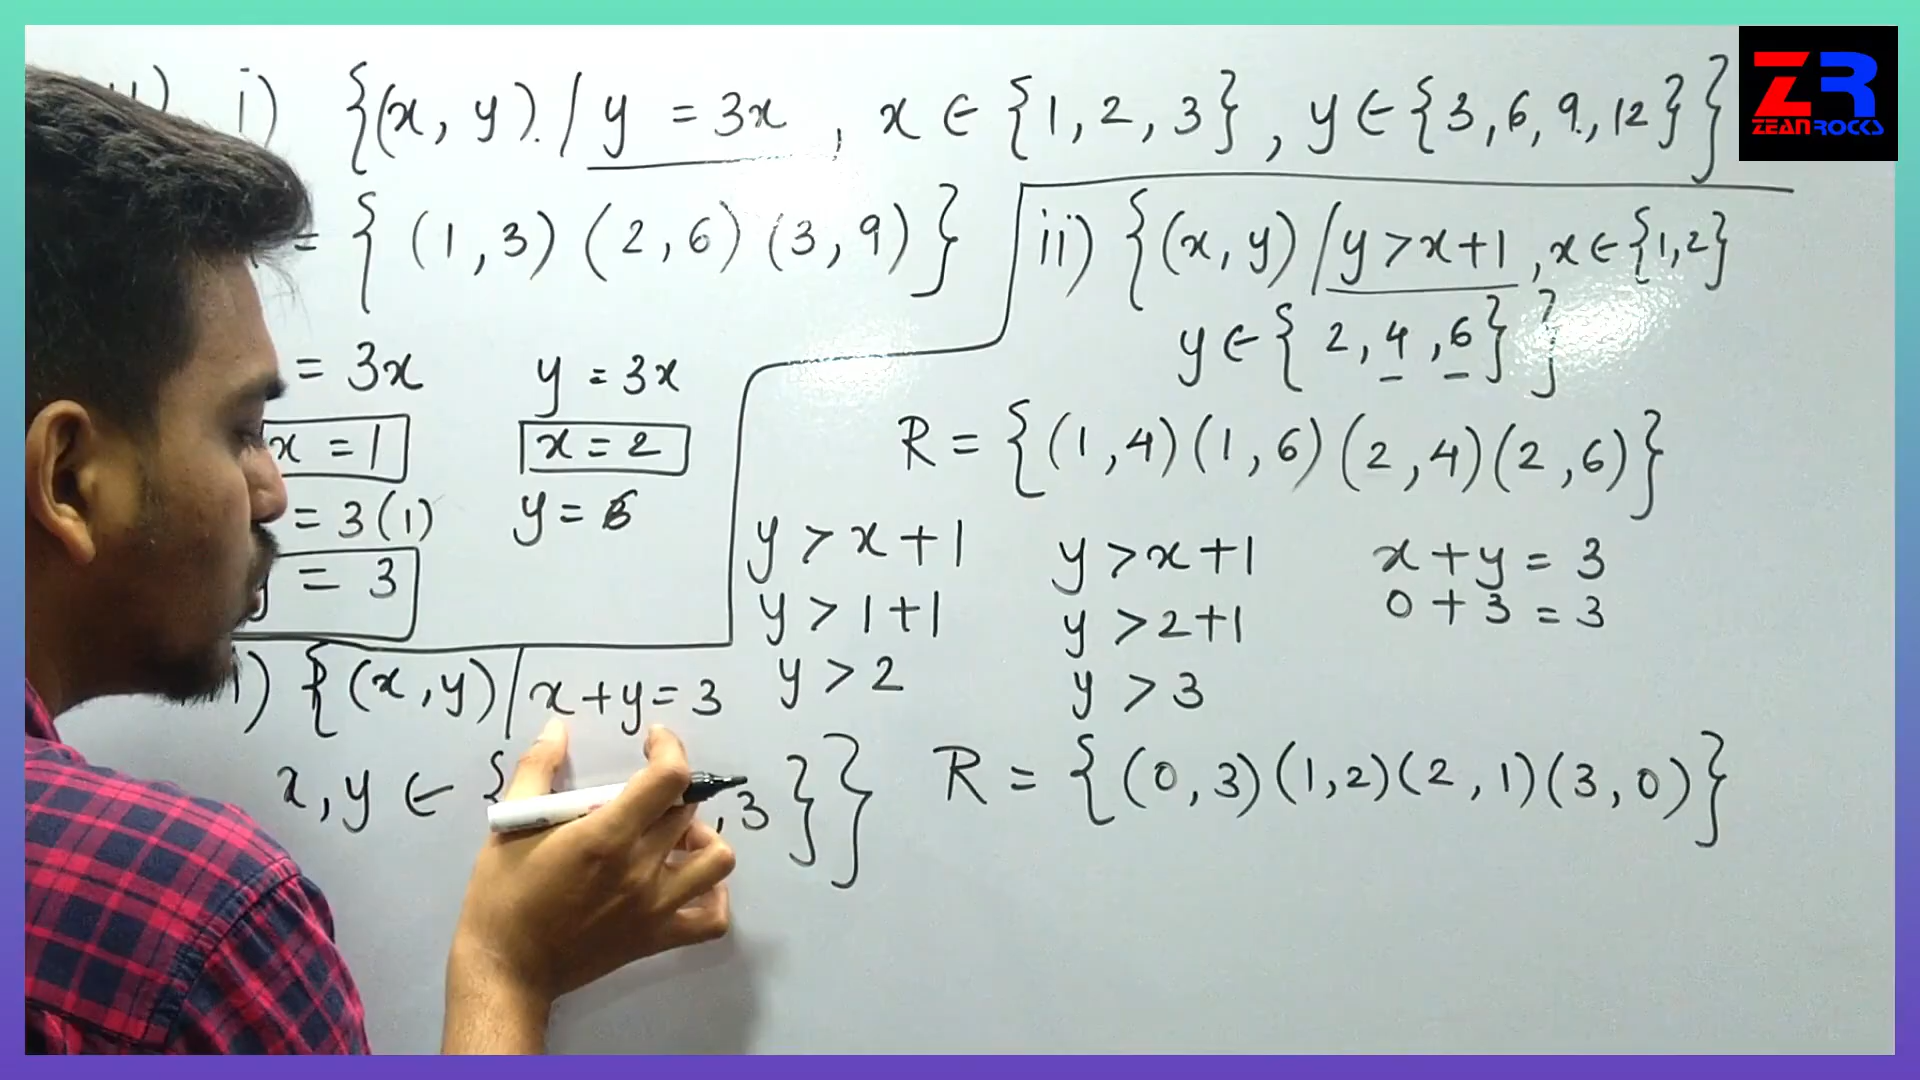 i) {(x, y) / y = 3x , x ∈ {1, 2, 3} , y ∈ {3, 6, 9, 12}}
= { (1, 3) (2, 6) (3, 9) }
= 3x
x = 1
= 3(1)
y = 3
y = 3x
x = 2
y = 6
ii) {(x, y) / y > x + 1 , x ∈ {1, 2}
y ∈ { 2, 4, 6} }
R = {(1, 4) (1, 6) (2, 4) (2, 6)}
y > x + 1
y > 1 + 1
y > 2
y > x + 1
y > 2 + 1
y > 3
x + y = 3
0 + 3 = 3
) {(x, y) / x + y = 3
x, y ∈ { , 3 }}
R = {(0, 3) (1, 2) (2, 1) (3, 0)}
ZR
ZEAN ROCKS